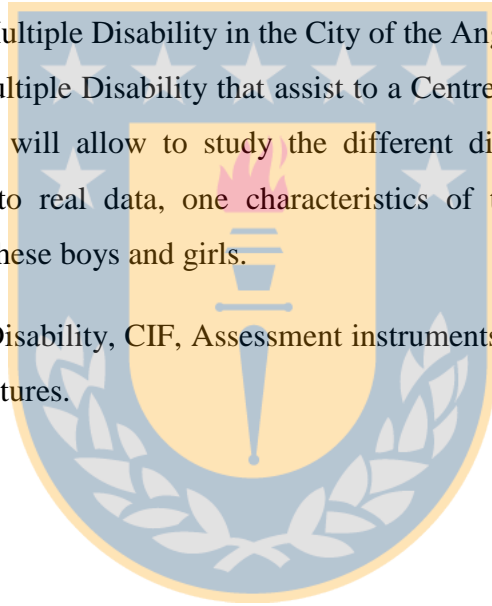 ultiple Disability in the City of the Ang
ultiple Disability that assist to a Centre
will allow to study the different di
to real data, one characteristics of
hese boys and girls.
Disability, CIF, Assessment instruments
tures.